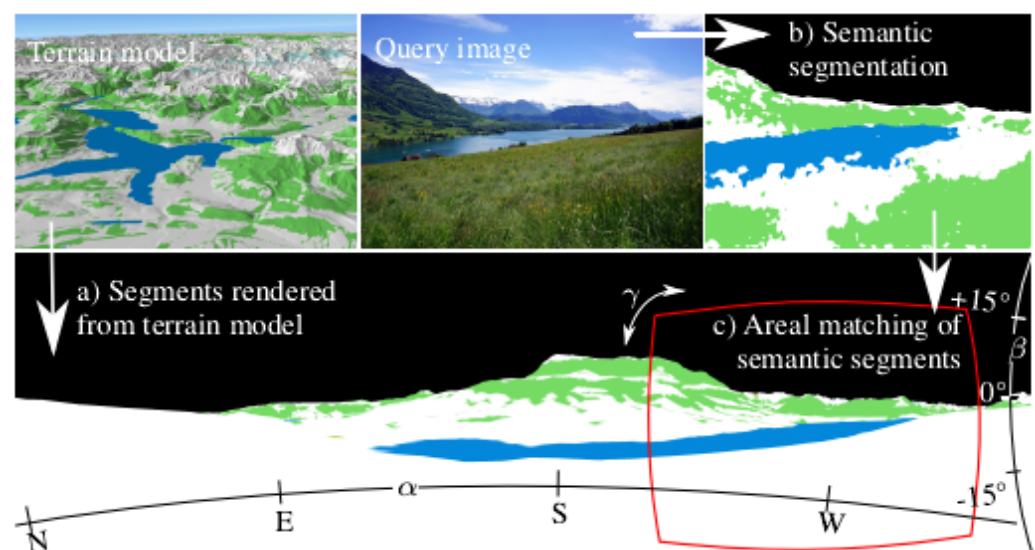 Terrain model
Query image
b) Semantic
segmentation
a) Segments rendered
from terrain model
γ
c) Areal matching of
semantic segments
+15°
β
0°
-15°
α
N
E
S
W